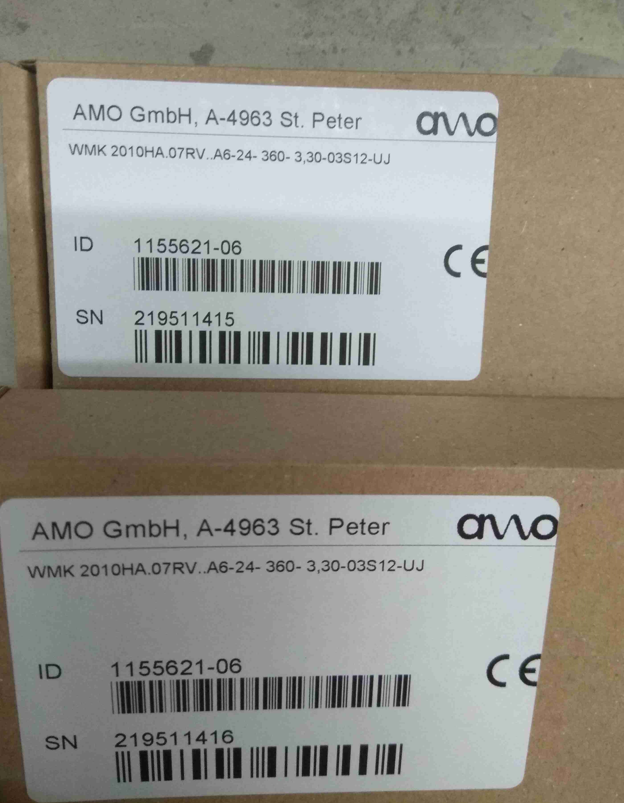 AMO GmbH, A-4963 St. Peter amo
WMK 2010HA.07RV..A6-24- 360- 3,30-03S12-UJ
ID 1155621-06 CE
SN 219511415
AMO GmbH, A-4963 St. Peter amo
WMK 2010HA.07RV..A6-24- 360- 3,30-03S12-UJ
ID 1155621-06 CE
SN 219511416